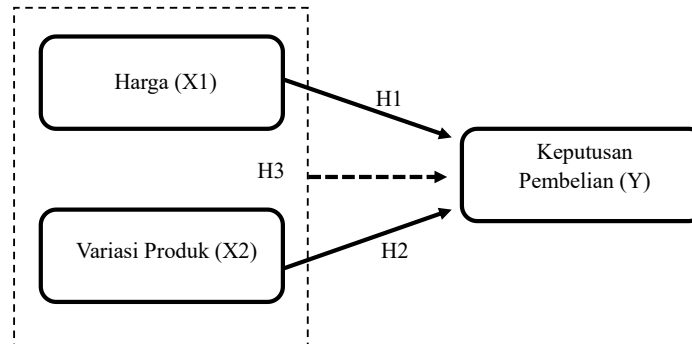 Harga (X1)
H1
Keputusan
Pembelian (Y)
H3
Variasi Produk (X2)
H2